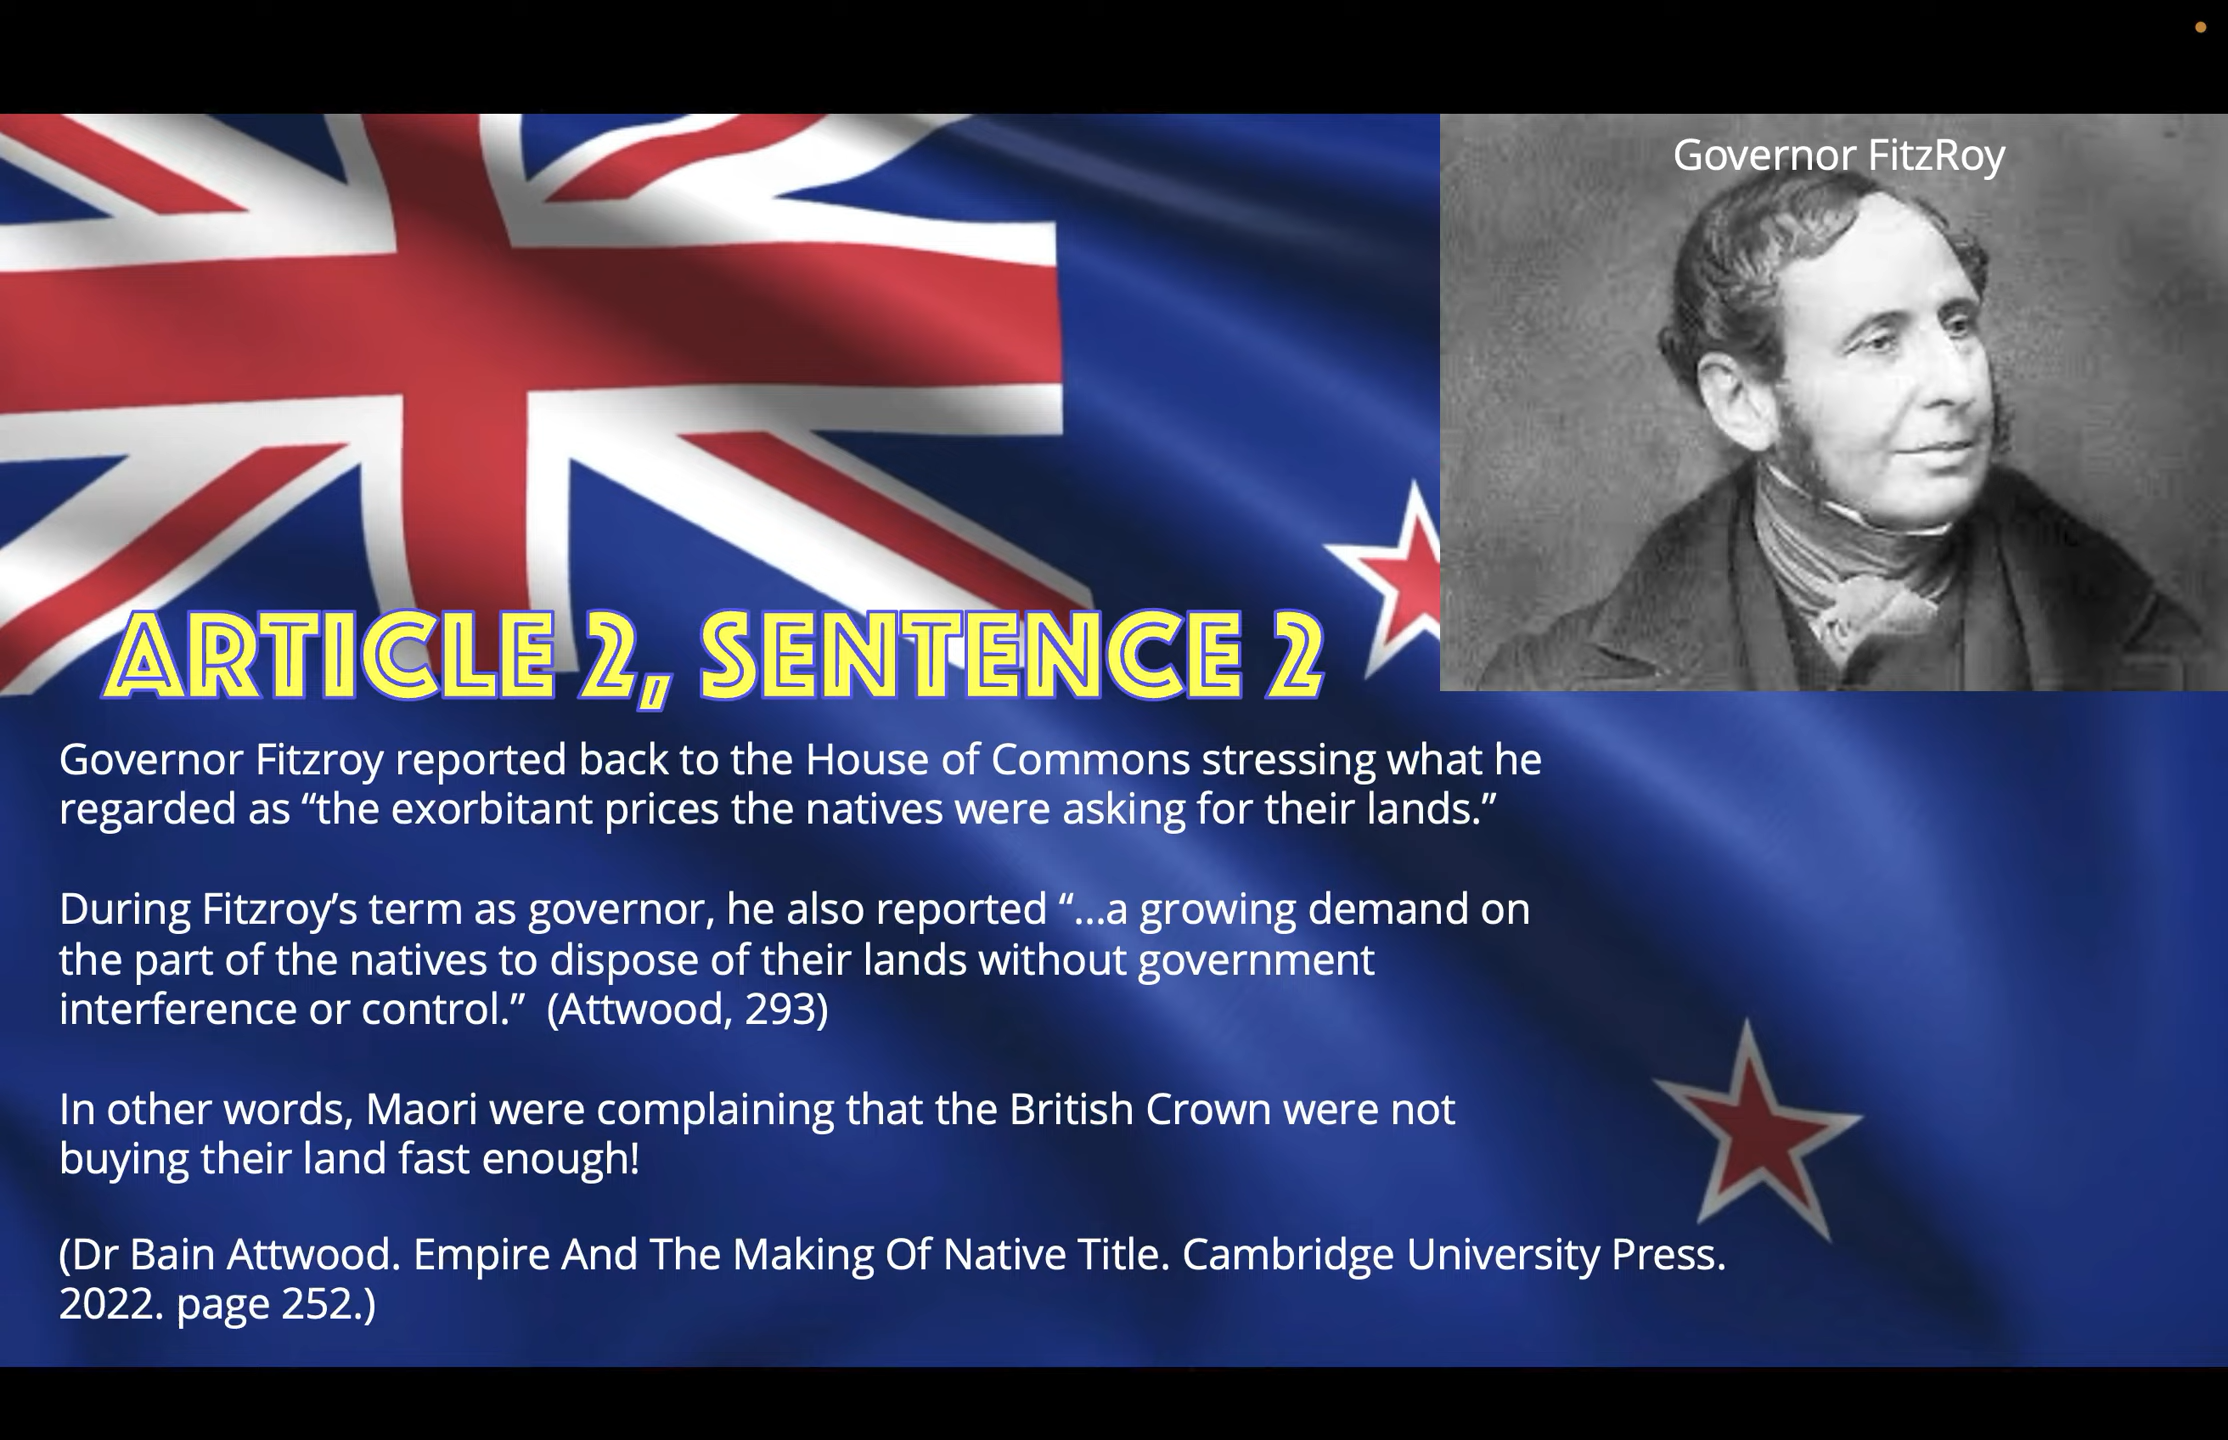 Governor FitzRoy
ARTICLE 2, SENTENCE 2
Governor Fitzroy reported back to the House of Commons stressing what he
regarded as “the exorbitant prices the natives were asking for their lands.”
During Fitzroy’s term as governor, he also reported “...a growing demand on
the part of the natives to dispose of their lands without government
interference or control.”  (Attwood, 293)
In other words, Maori were complaining that the British Crown were not
buying their land fast enough!
(Dr Bain Attwood. Empire And The Making Of Native Title. Cambridge University Press.
2022. page 252.)